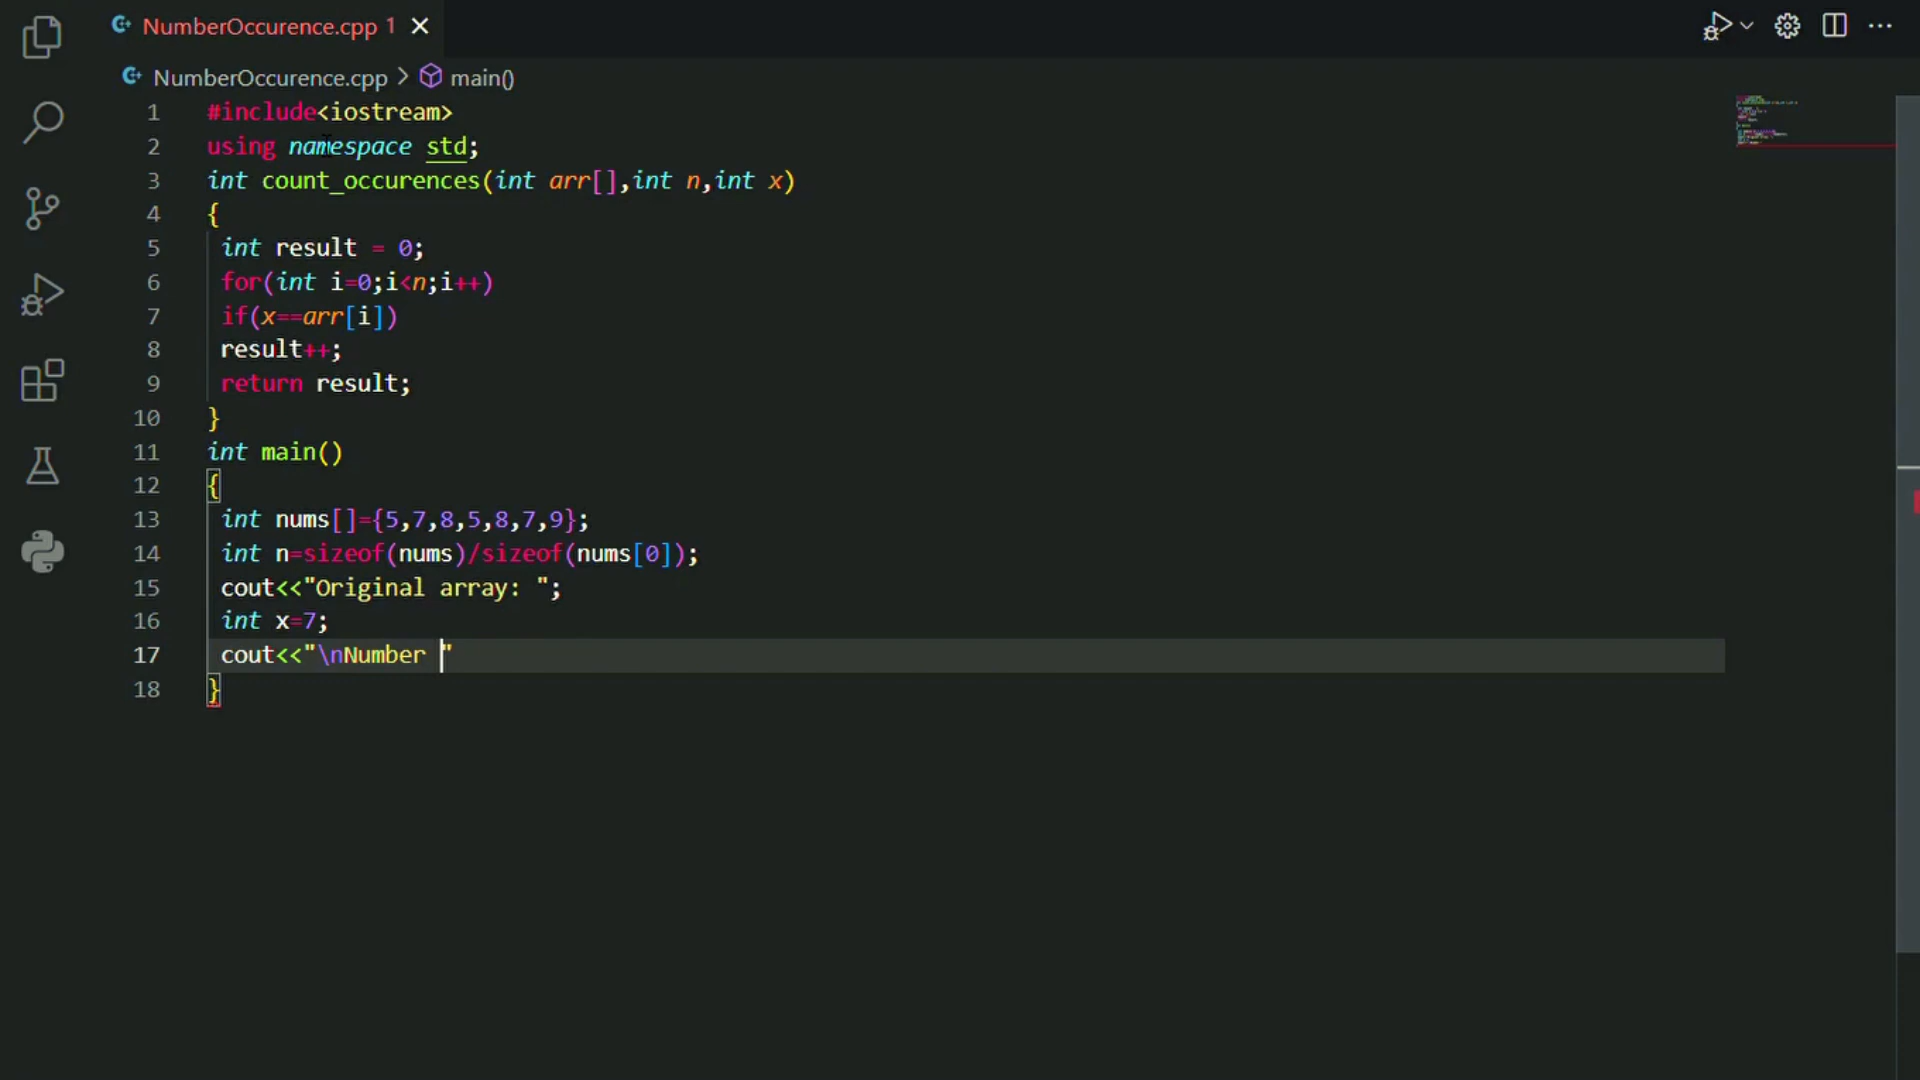 NumberOccurence.cpp 1
NumberOccurence.cpp > main()
1 #include<iostream>
2 using namespace std;
3 int count_occurences(int arr[],int n,int x)
4 {
5 int result = 0;
6 for(int i=0;i<n;i++)
7 if(x==arr[i])
8 result++;
9 return result;
10 }
11 int main()
12 {
13 int nums[]={5,7,8,5,8,7,9};
14 int n=sizeof(nums)/sizeof(nums[0]);
15 cout<<"Original array: ";
16 int x=7;
17 cout<<"\nNumber "
18 }